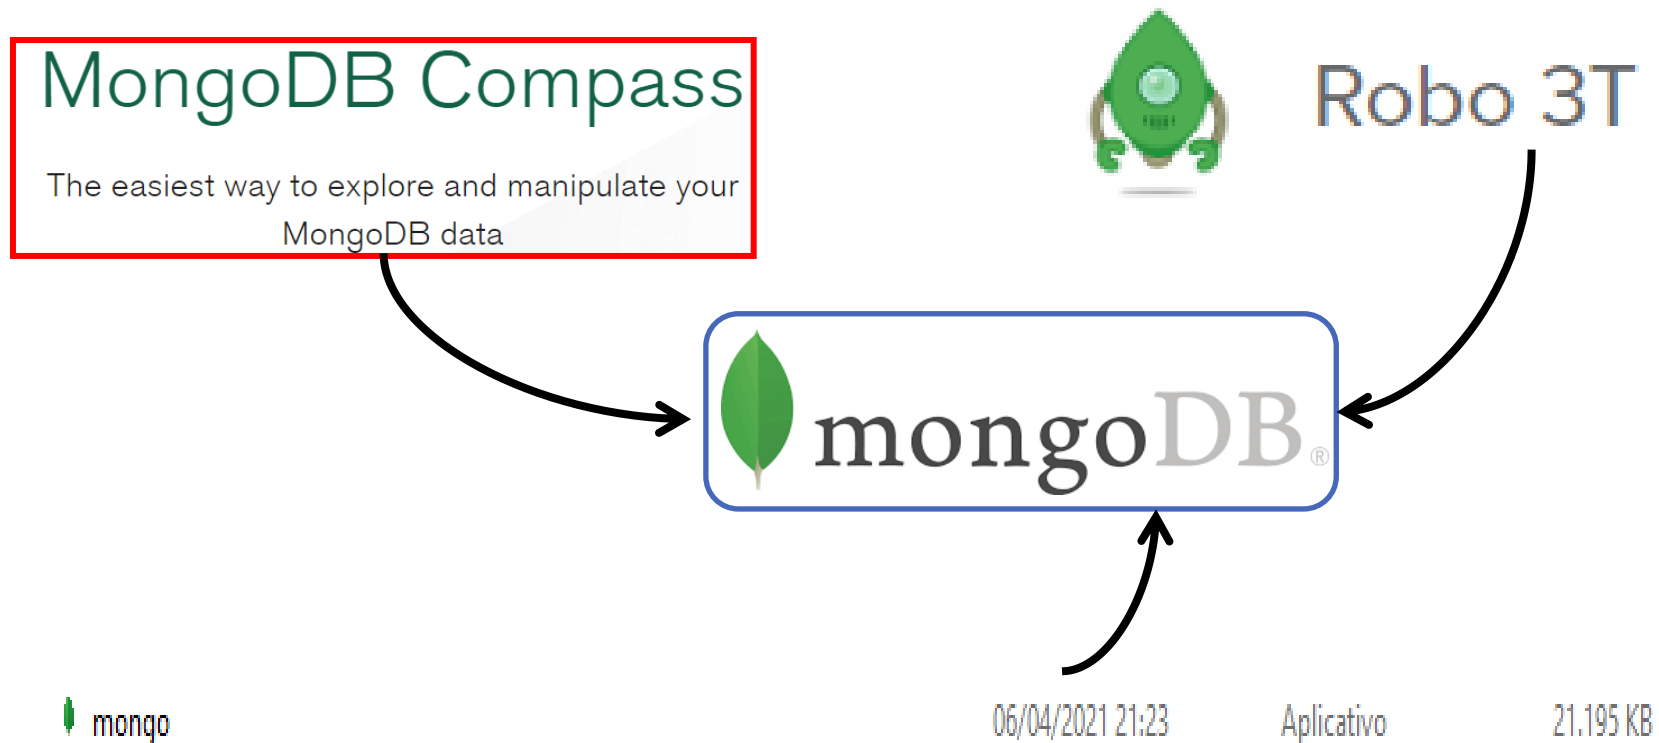 MongoDB Compass
The easiest way to explore and manipulate your
MongoDB data
Robo 3T
mongoDB®
mongo 06/04/2021 21:23 Aplicativo 21.195 KB